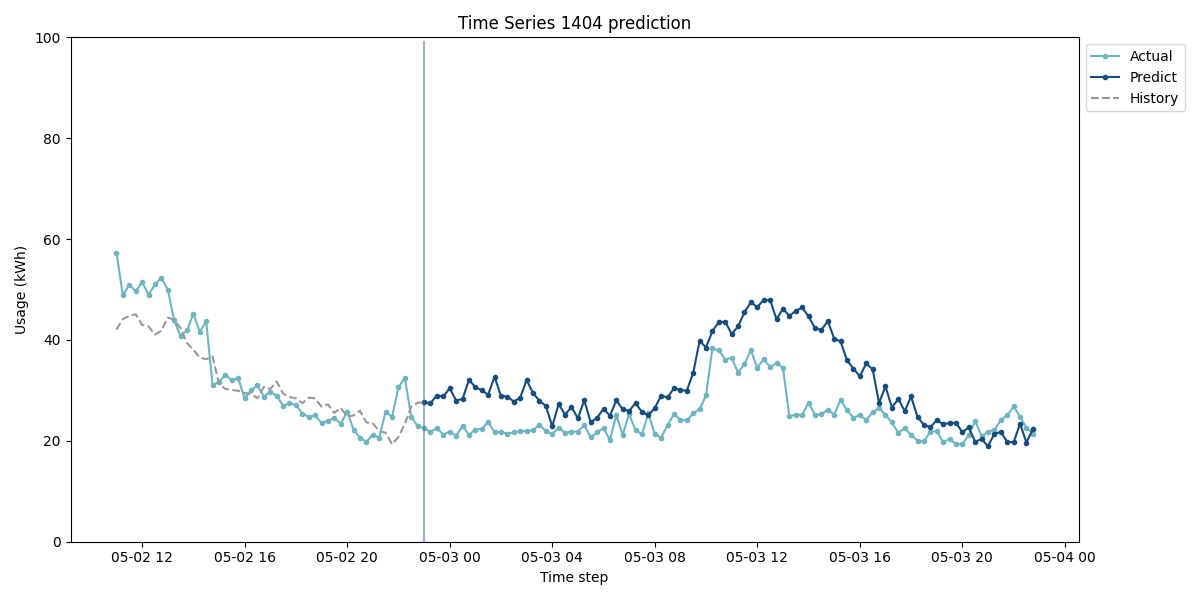 Time Series 1404 prediction
100
80
60
40
20
0
Usage (kWh)
05-02 12
05-02 16
05-02 20
05-03 00
05-03 04
05-03 08
05-03 12
05-03 16
05-03 20
05-04 00
Time step
Actual
Predict
History